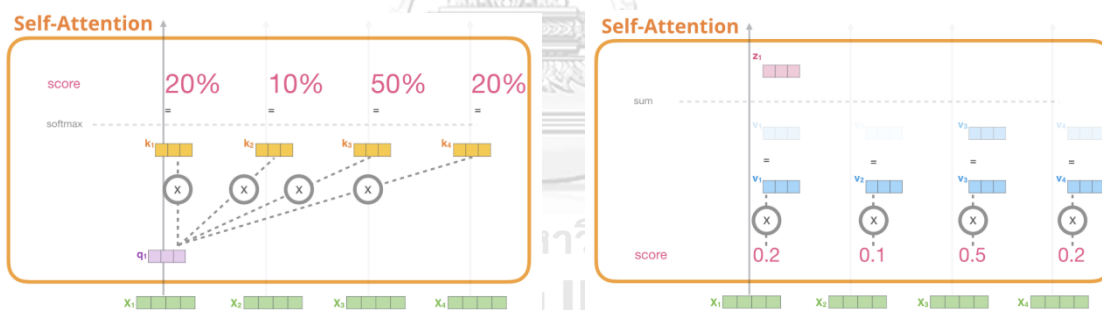 Self-Attention
score 20% 10% 50% 20%
= = = =
softmax
k₁ k₂ k₃ k₄
X X X X
q₁
X₁ X₂ X₃ X₄
Self-Attention
z₁
sum
v₁ v₃ v₄
= = = =
v₁ v₂ v₃ v₄
X X X X
score 0.2 0.1 0.5 0.2
X₁ X₂ X₃ X₄